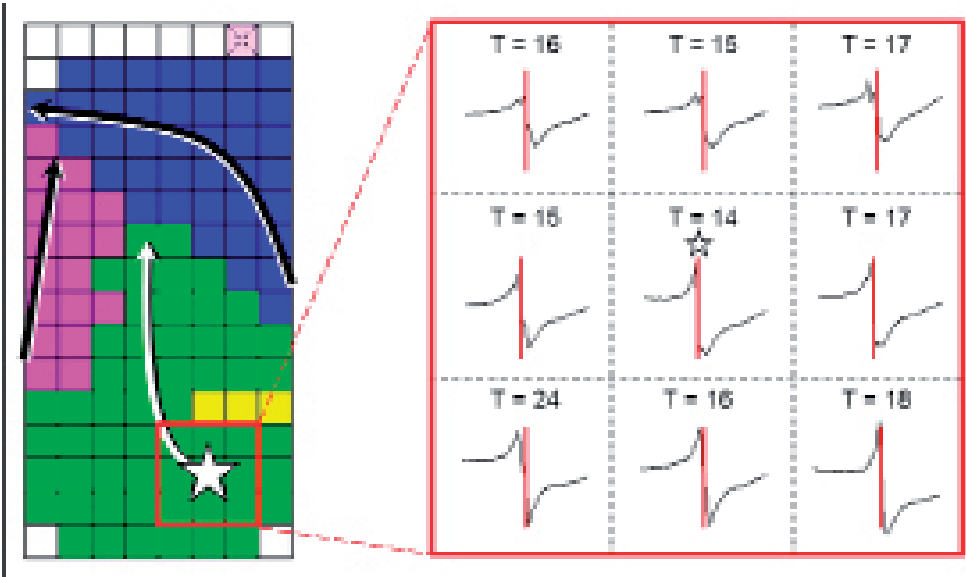 T = 16 T = 15 T = 17
T = 15 T = 14 T = 17
T = 24 T = 16 T = 18